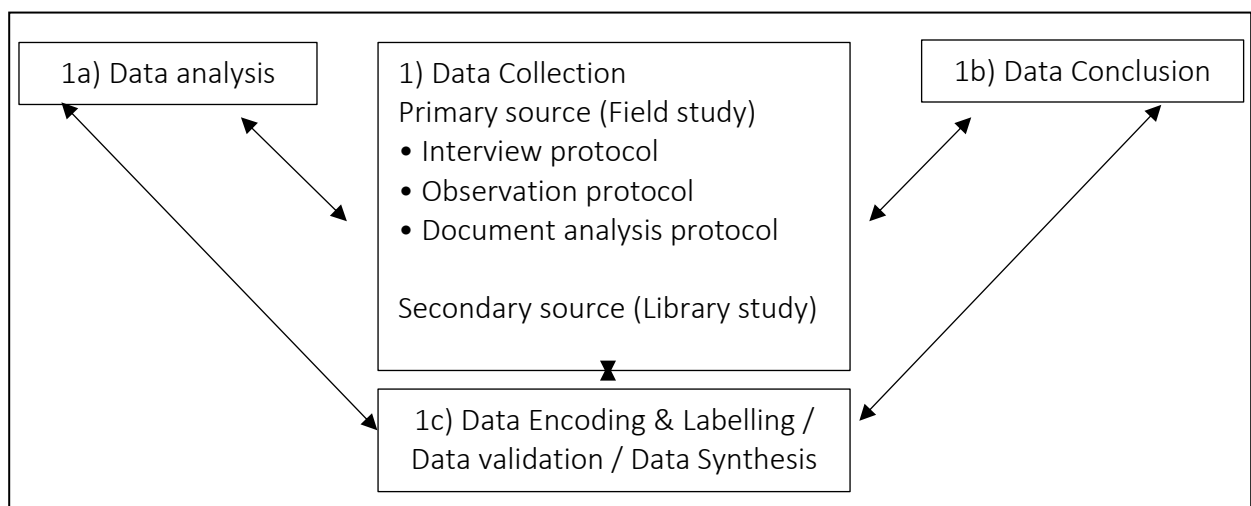 1a) Data analysis
1) Data Collection
Primary source (Field study)
• Interview protocol
• Observation protocol
• Document analysis protocol
Secondary source (Library study)
1b) Data Conclusion
1c) Data Encoding & Labelling /
Data validation / Data Synthesis